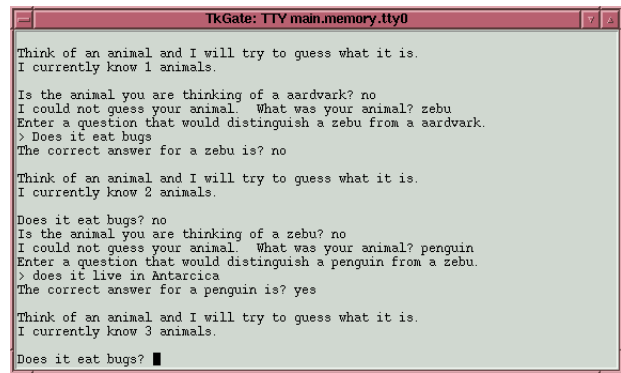 TkGate: TTY main.memory.tty0
Think of an animal and I will try to guess what it is.
I currently know 1 animals.
Is the animal you are thinking of a aardvark? no
I could not guess your animal.  What was your animal? zebu
Enter a question that would distinguish a zebu from a aardvark.
> Does it eat bugs
The correct answer for a zebu is? no
Think of an animal and I will try to guess what it is.
I currently know 2 animals.
Does it eat bugs? no
Is the animal you are thinking of a zebu? no
I could not guess your animal.  What was your animal? penguin
Enter a question that would distinguish a penguin from a zebu.
> does it live in Antarcica
The correct answer for a penguin is? yes
Think of an animal and I will try to guess what it is.
I currently know 3 animals.
Does it eat bugs?